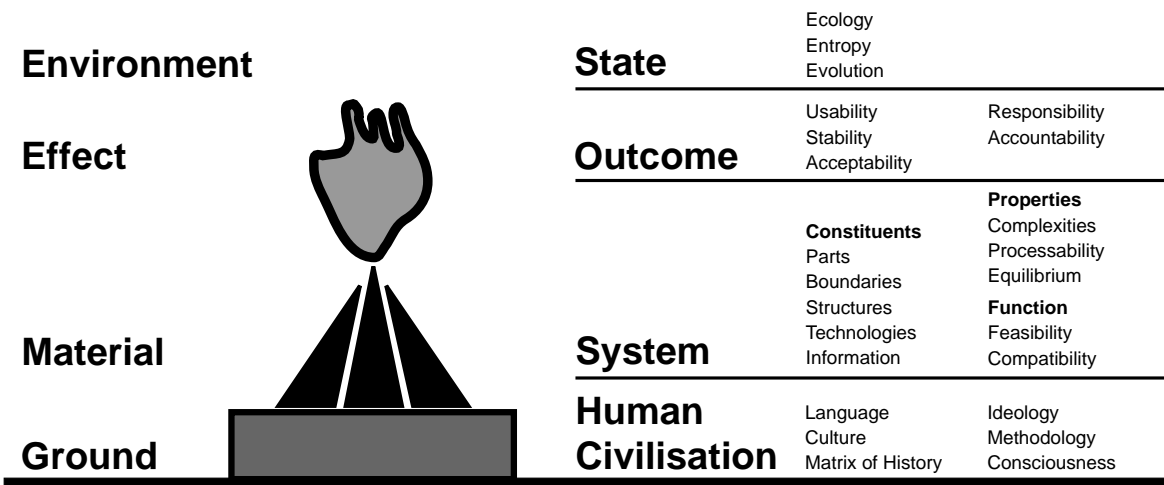 Environment
Effect
Material
Ground
State
Ecology
Entropy
Evolution
Outcome
Usability
Stability
Acceptability
Responsibility
Accountability
System
Constituents
Parts
Boundaries
Structures
Technologies
Information
Properties
Complexities
Processability
Equilibrium
Function
Feasibility
Compatibility
Human
Civilisation
Language
Culture
Matrix of History
Ideology
Methodology
Consciousness